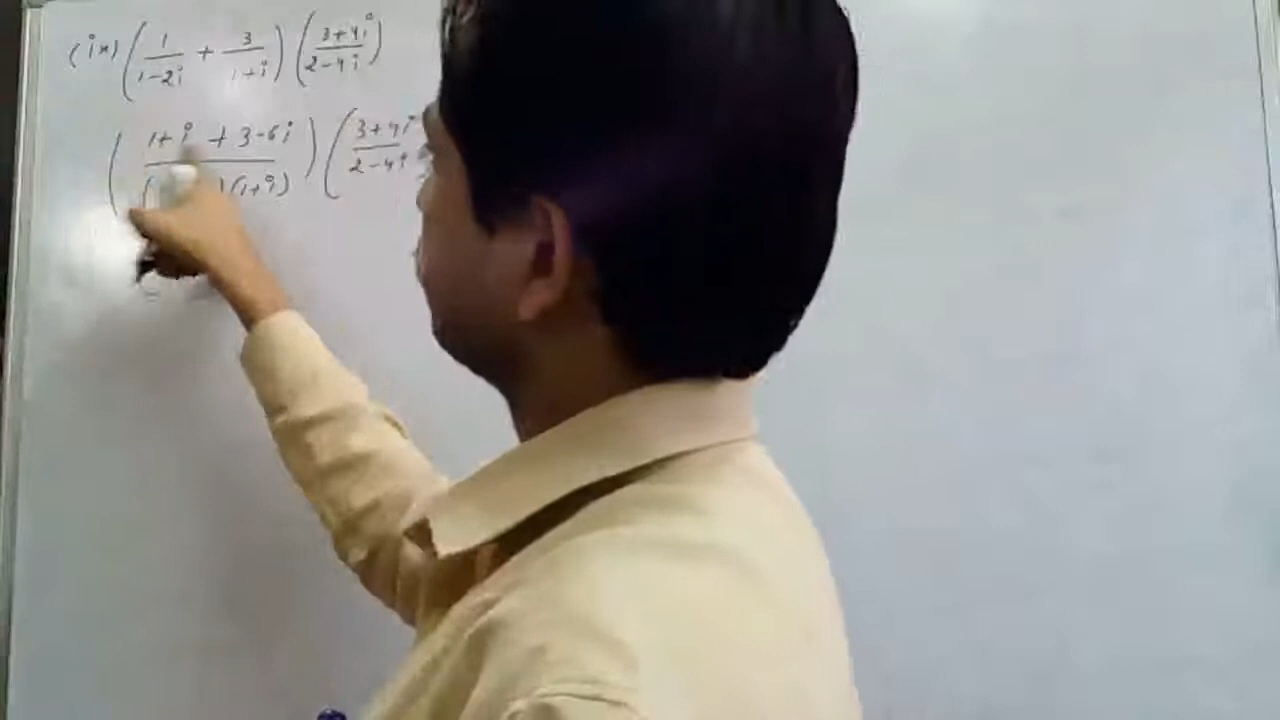 (ix) (1/1-2i + 3/1+i) (3+4i/2-4i)
(1+i + 3-6i/( )(1+i)) (3+4i/2-4i